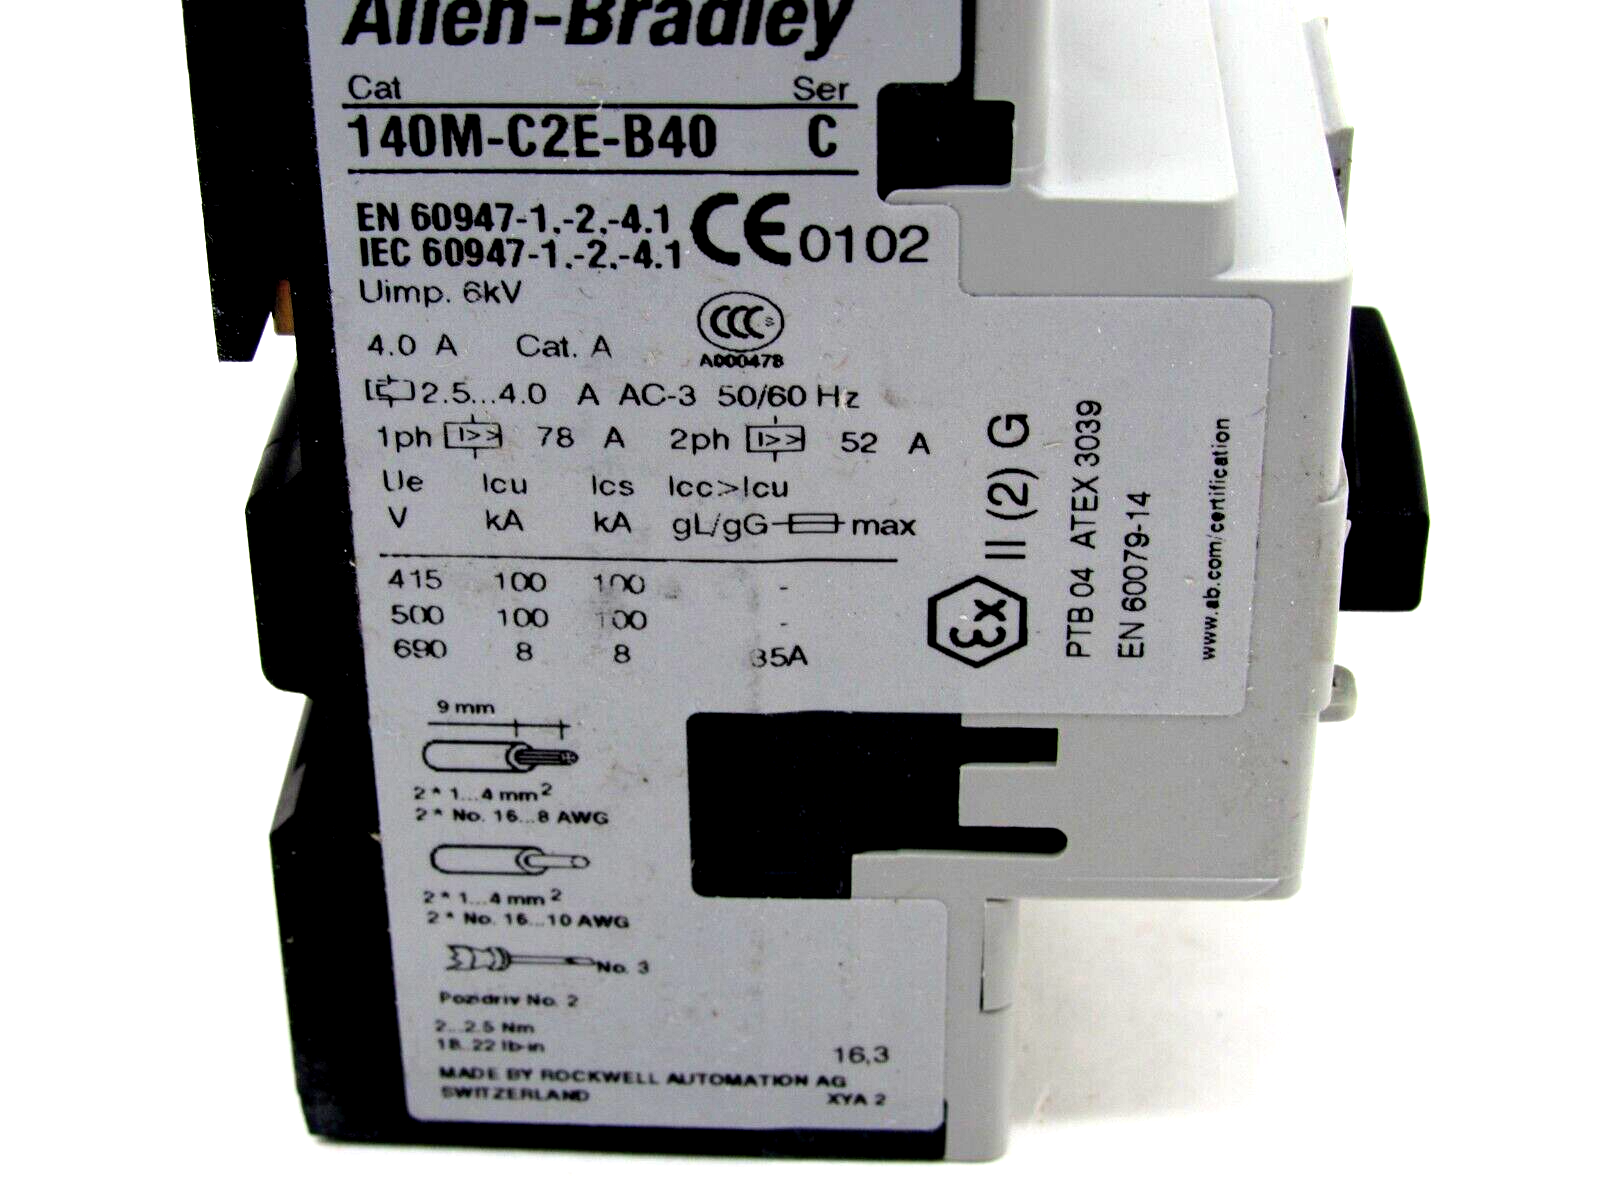 Allen-Bradley
Cat Ser
140M-C2E-B40 C
EN 60947-1,-2,-4.1
IEC 60947-1,-2,-4.1
CE 0102
Uimp. 6kV
CCC S
A000478
4.0 A Cat. A
2.5...4.0 A AC-3 50/60 Hz
1ph I>> 78 A 2ph I>> 52 A
Ue Icu Ics Icc>Icu
V kA kA gL/gG max
415 100 100 -
500 100 100 -
690 8 8 35A
Ex II (2) G
PTB 04 ATEX 3039
EN 60079-14
www.ab.com/certification
9 mm
2 * 1...4 mm²
2 * No. 16...8 AWG
2 * 1...4 mm²
2 * No. 16...10 AWG
No. 3
Pozidriv No. 2
2...2.5 Nm
18..22 lb-in
16,3
MADE BY ROCKWELL AUTOMATION AG
SWITZERLAND XYA 2